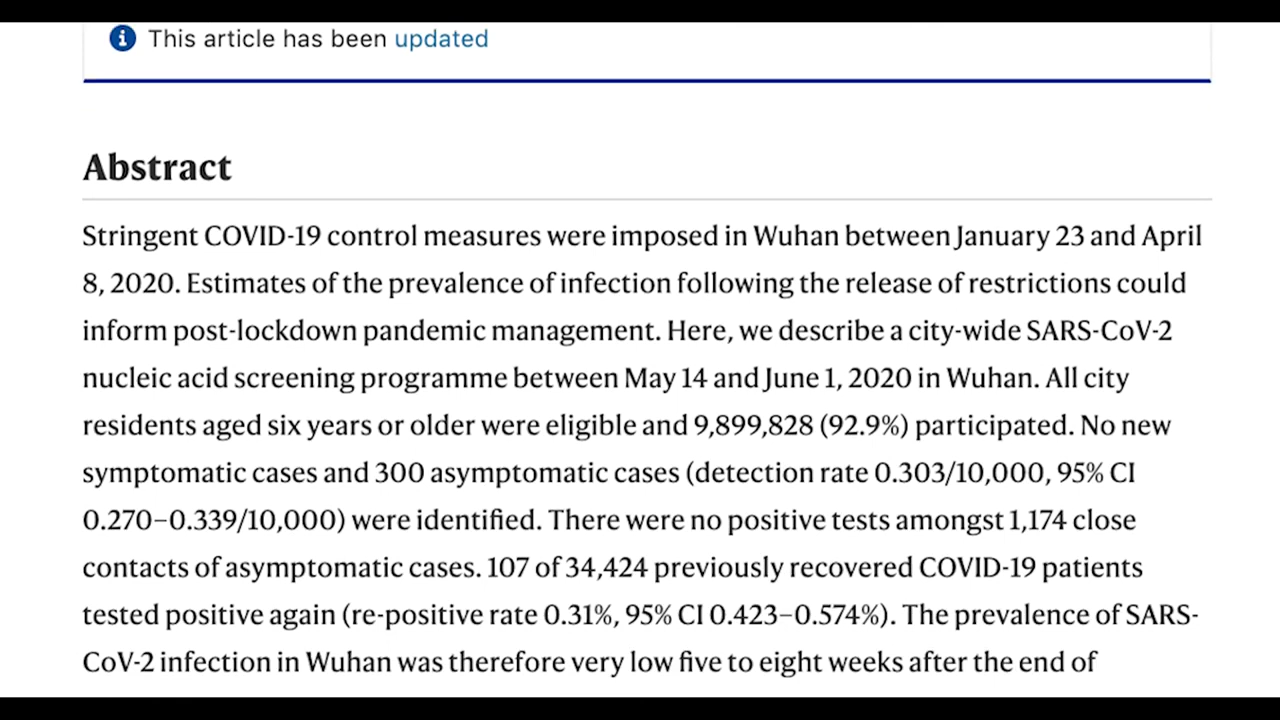 This article has been updated
Abstract
Stringent COVID-19 control measures were imposed in Wuhan between January 23 and April
8, 2020. Estimates of the prevalence of infection following the release of restrictions could
inform post-lockdown pandemic management. Here, we describe a city-wide SARS-CoV-2
nucleic acid screening programme between May 14 and June 1, 2020 in Wuhan. All city
residents aged six years or older were eligible and 9,899,828 (92.9%) participated. No new
symptomatic cases and 300 asymptomatic cases (detection rate 0.303/10,000, 95% CI
0.270–0.339/10,000) were identified. There were no positive tests amongst 1,174 close
contacts of asymptomatic cases. 107 of 34,424 previously recovered COVID-19 patients
tested positive again (re-positive rate 0.31%, 95% CI 0.423–0.574%). The prevalence of SARS-
CoV-2 infection in Wuhan was therefore very low five to eight weeks after the end of